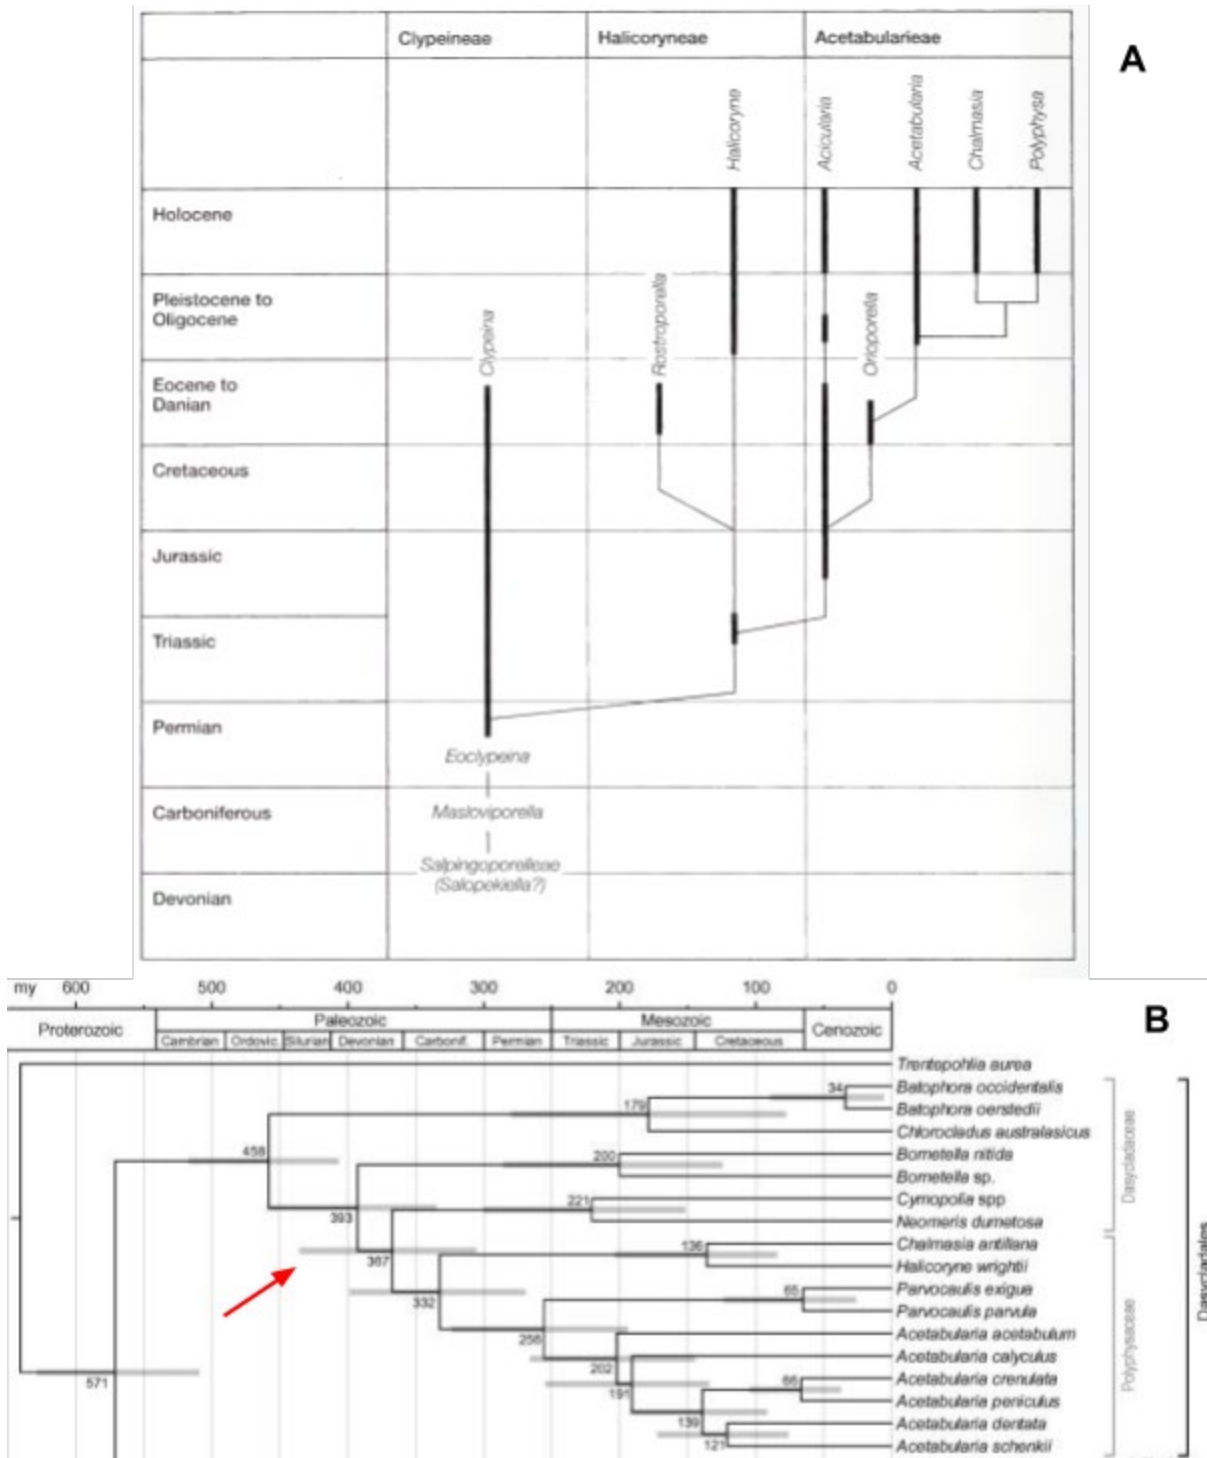 A
Clypeineae Halicoryneae Acetabularieae
Halicoryne Acicularia Acetabularia Chalmasia Polyphysa
Holocene
Pleistocene to
Oligocene
Clypeina Rostroporella Orioporella
Eocene to
Danian
Cretaceous
Jurassic
Triassic
Permian
Eoclypeina
Carboniferous
Masloviporella
Salpingoporelleae
(Salopekiella?)
Devonian
B
my 600 500 400 300 200 100 0
Proterozoic Paleozoic Mesozoic Cenozoic
Cambrian Ordovic. Silurian Devonian Carbonif. Permian Triassic Jurassic Cretaceous
Trentepohlia aurea
34 Batophora occidentalis
179 Batophora oerstedii
Chlorocladus australasicus
458 200 Bornetella nitida
Bornetella sp.
221 Cymopolia spp
393 Neomeris dumetosa
136 Chalmasia antillana
367 Halicoryne wrightii
65 Parvocaulis exigua
332 Parvocaulis parvula
256 Acetabularia acetabulum
202 Acetabularia calyculus
571 191 66 Acetabularia crenulata
Acetabularia peniculus
139 Acetabularia dentata
121 Acetabularia schenkii
Dasycladaceae
Polyphysaceae
Dasycladales